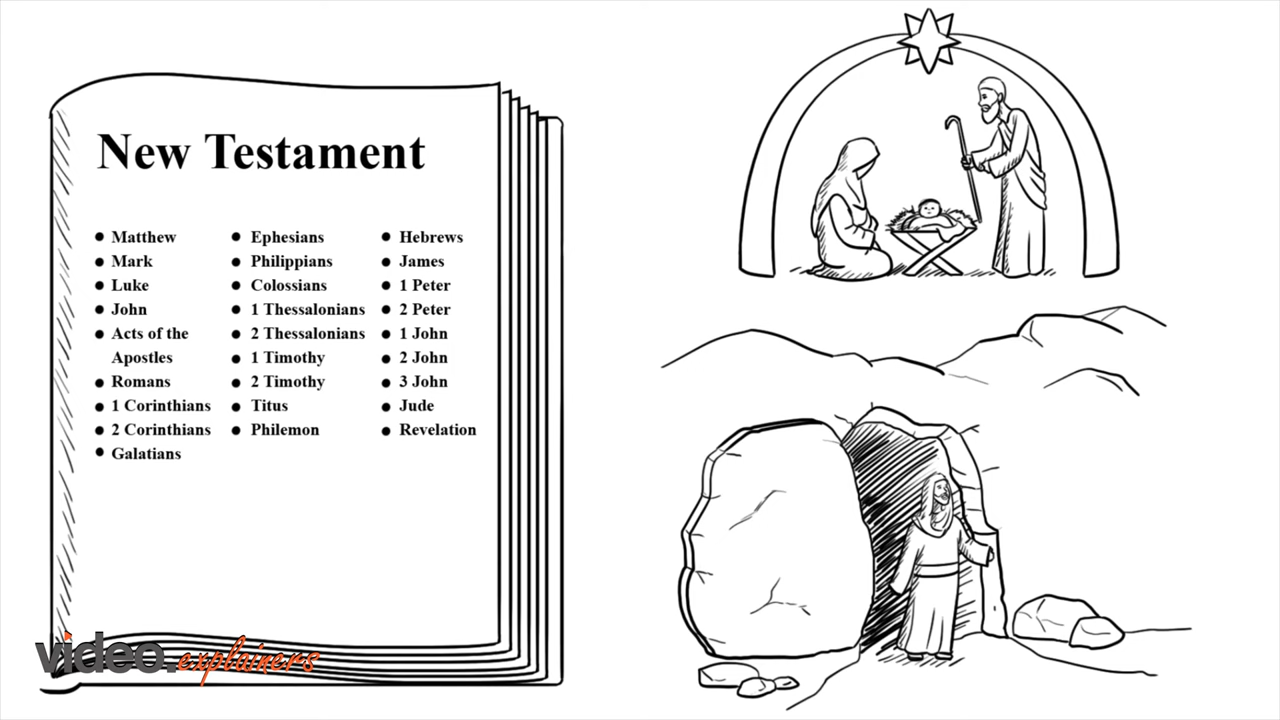 New Testament
Matthew
Mark
Luke
John
Acts of the
Apostles
Romans
1 Corinthians
2 Corinthians
Galatians
Ephesians
Philippians
Colossians
1 Thessalonians
2 Thessalonians
1 Timothy
2 Timothy
Titus
Philemon
Hebrews
James
1 Peter
2 Peter
1 John
2 John
3 John
Jude
Revelation
video.explainers